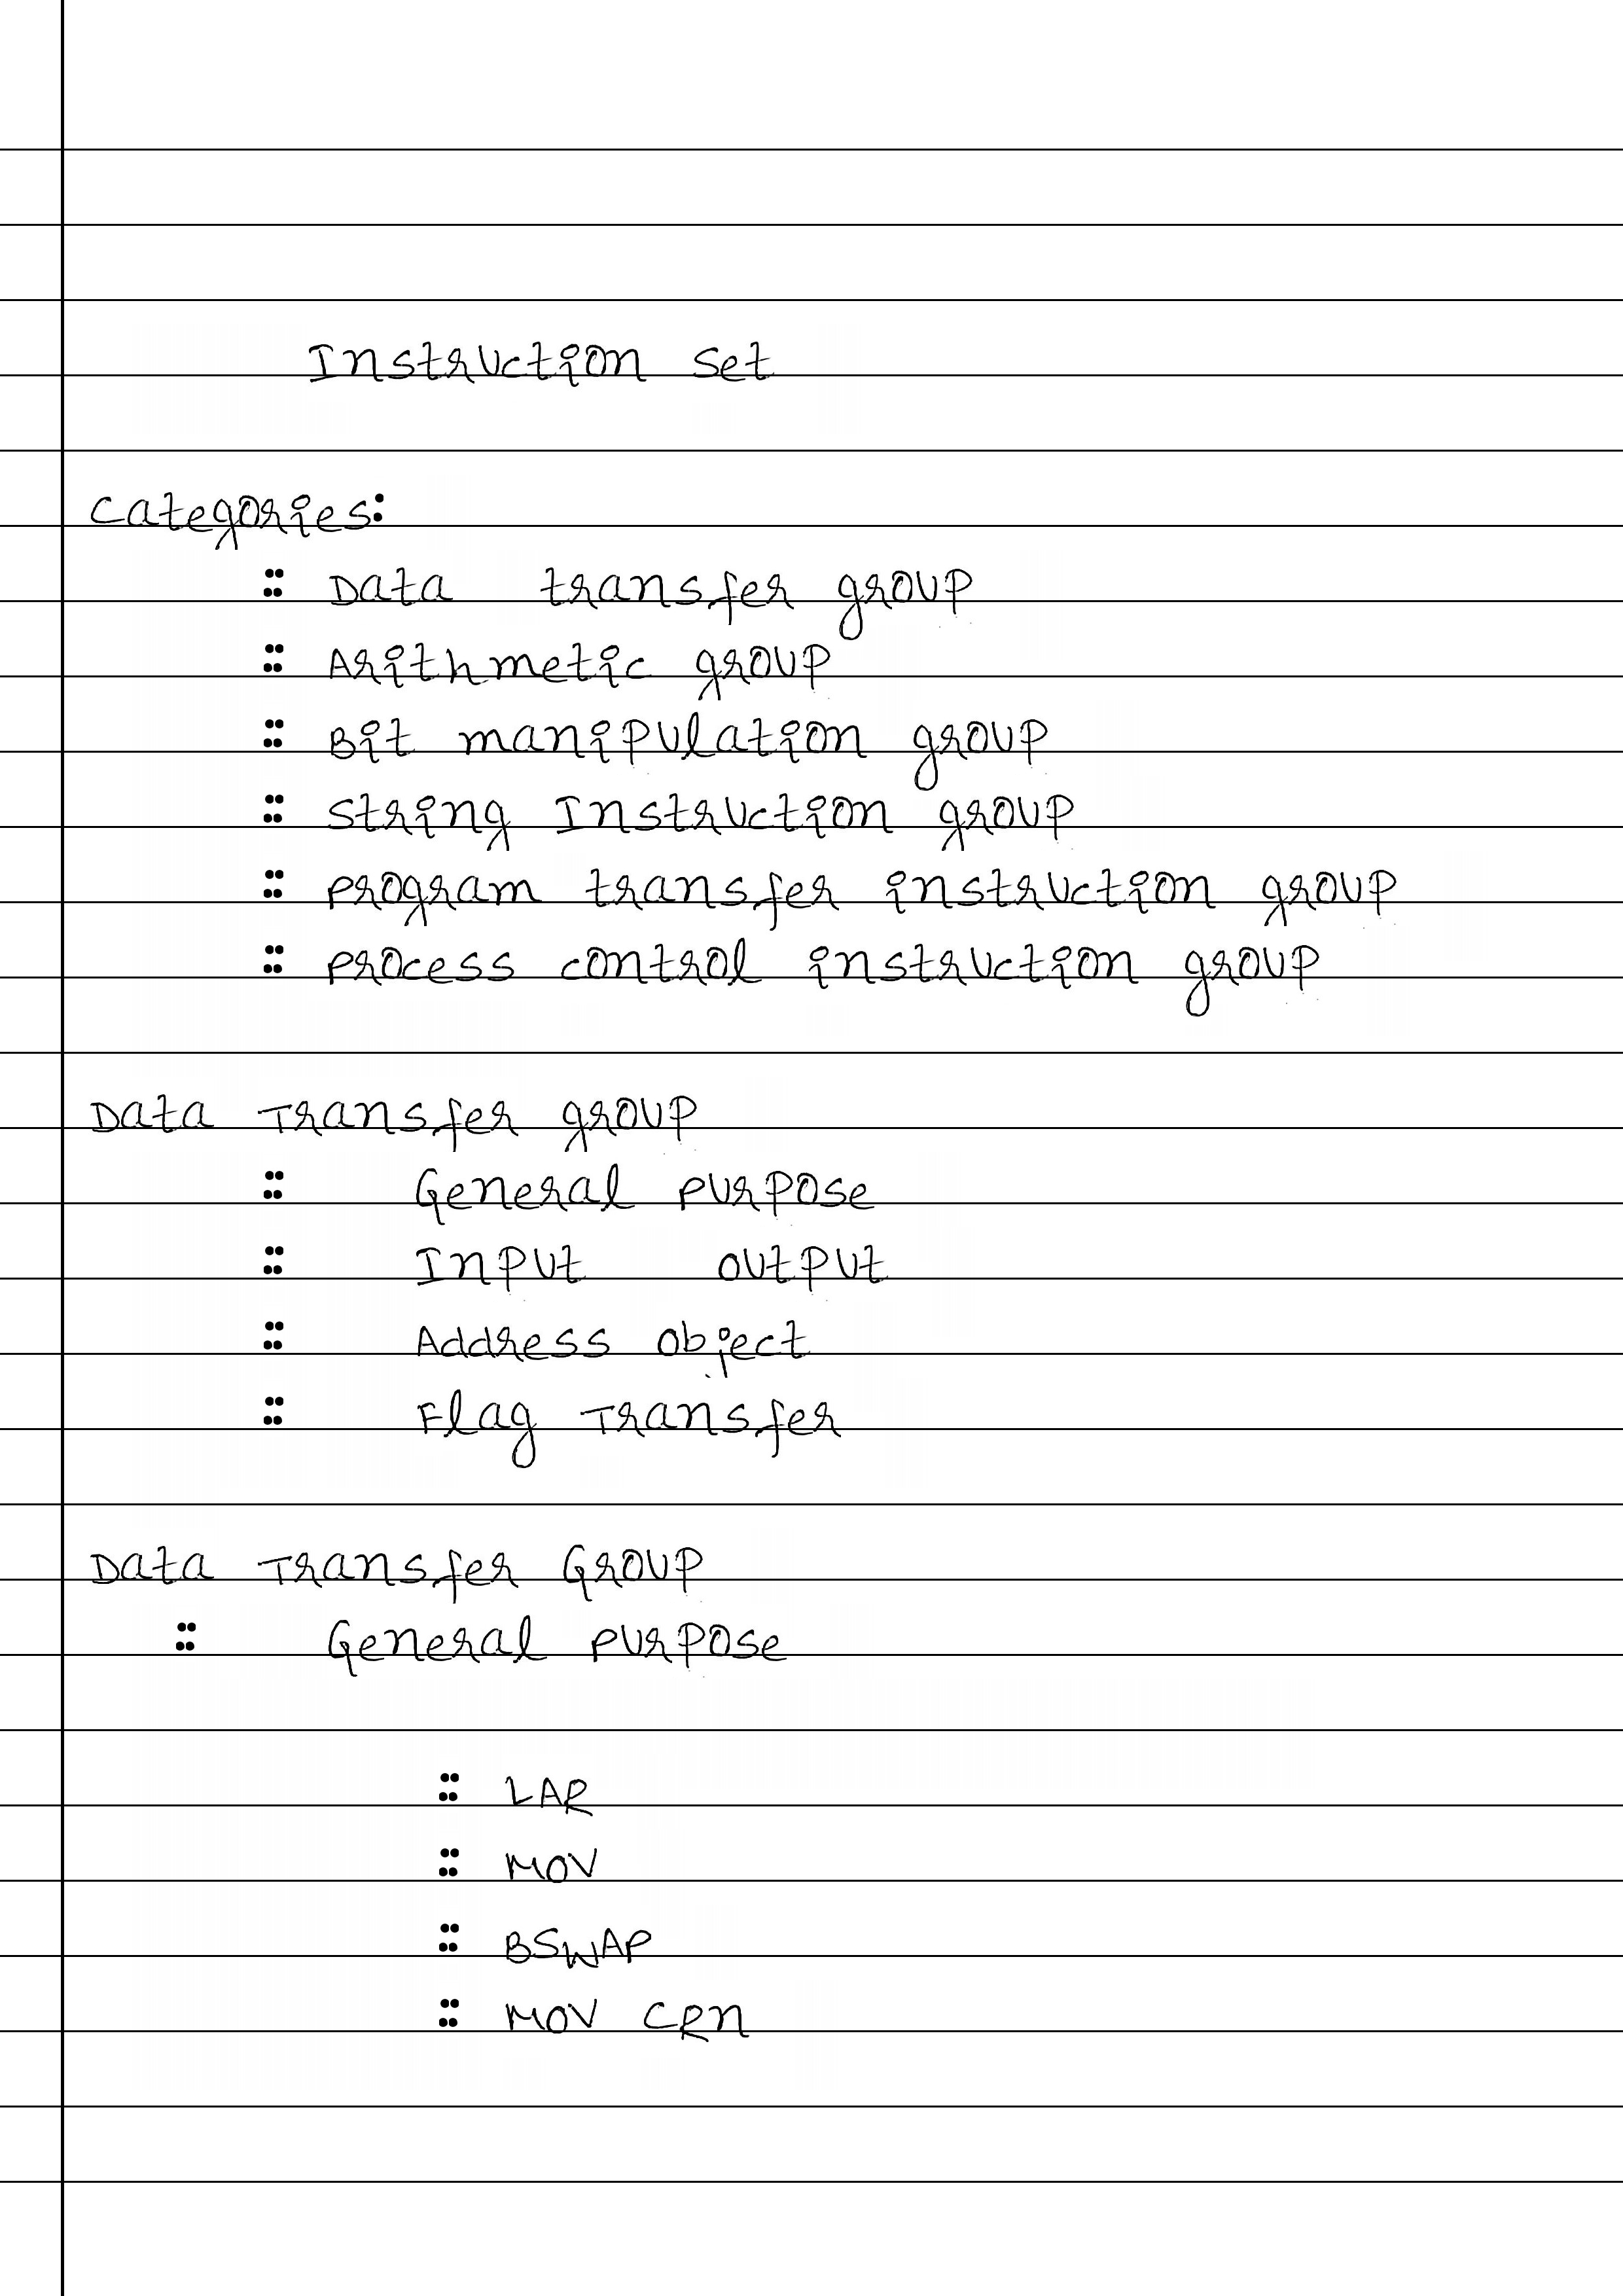 Instruction set
Categories:
:: Data transfer group
:: Arithmetic group
:: Bit manipulation group
:: String Instruction group
:: program transfer instruction group
:: process control instruction group
Data Transfer group
:: General purpose
:: Input output
:: Address object
:: Flag Transfer
Data Transfer Group
:: General purpose
:: LAR
:: MOV
:: BSWAP
:: MOV CRn